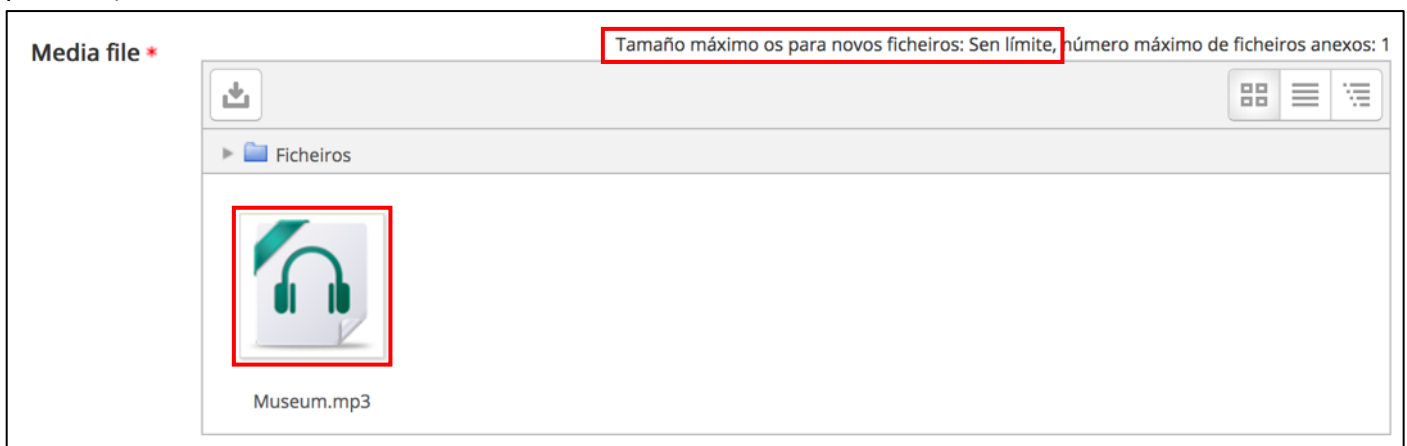 Media file *
Tamaño máximo os para novos ficheiros: Sen límite, número máximo de ficheiros anexos: 1
Ficheiros
Museum.mp3